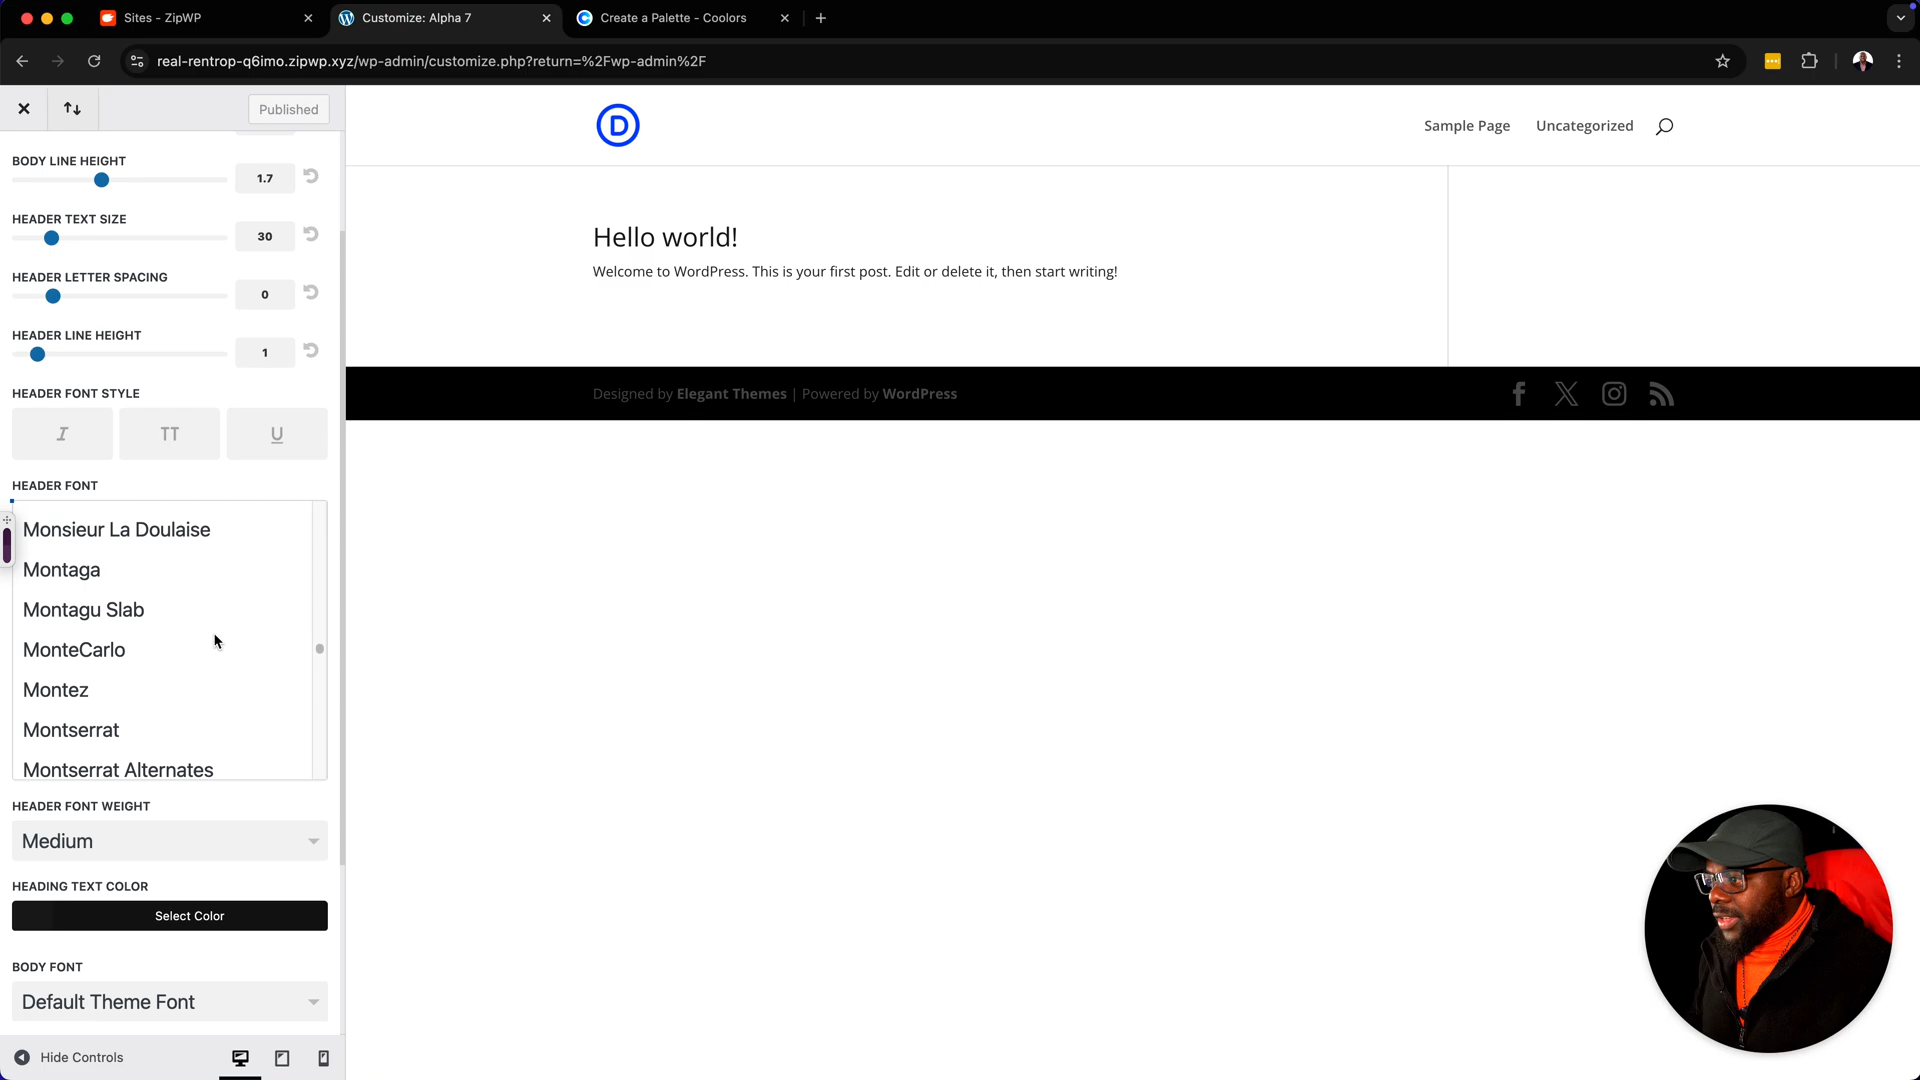 Sites - ZipWP
Customize: Alpha 7
Create a Palette - Coolors
real-rentrop-q6imo.zipwp.xyz/wp-admin/customize.php?return=%2Fwp-admin%2F
Published
BODY LINE HEIGHT
1.7
HEADER TEXT SIZE
30
HEADER LETTER SPACING
0
HEADER LINE HEIGHT
1
HEADER FONT STYLE
I
TT
U
HEADER FONT
Monsieur La Doulaise
Montaga
Montagu Slab
MonteCarlo
Montez
Montserrat
Montserrat Alternates
HEADER FONT WEIGHT
Medium
HEADING TEXT COLOR
Select Color
BODY FONT
Default Theme Font
Hide Controls
D
Sample Page
Uncategorized
Hello world!
Welcome to WordPress. This is your first post. Edit or delete it, then start writing!
Designed by Elegant Themes | Powered by WordPress